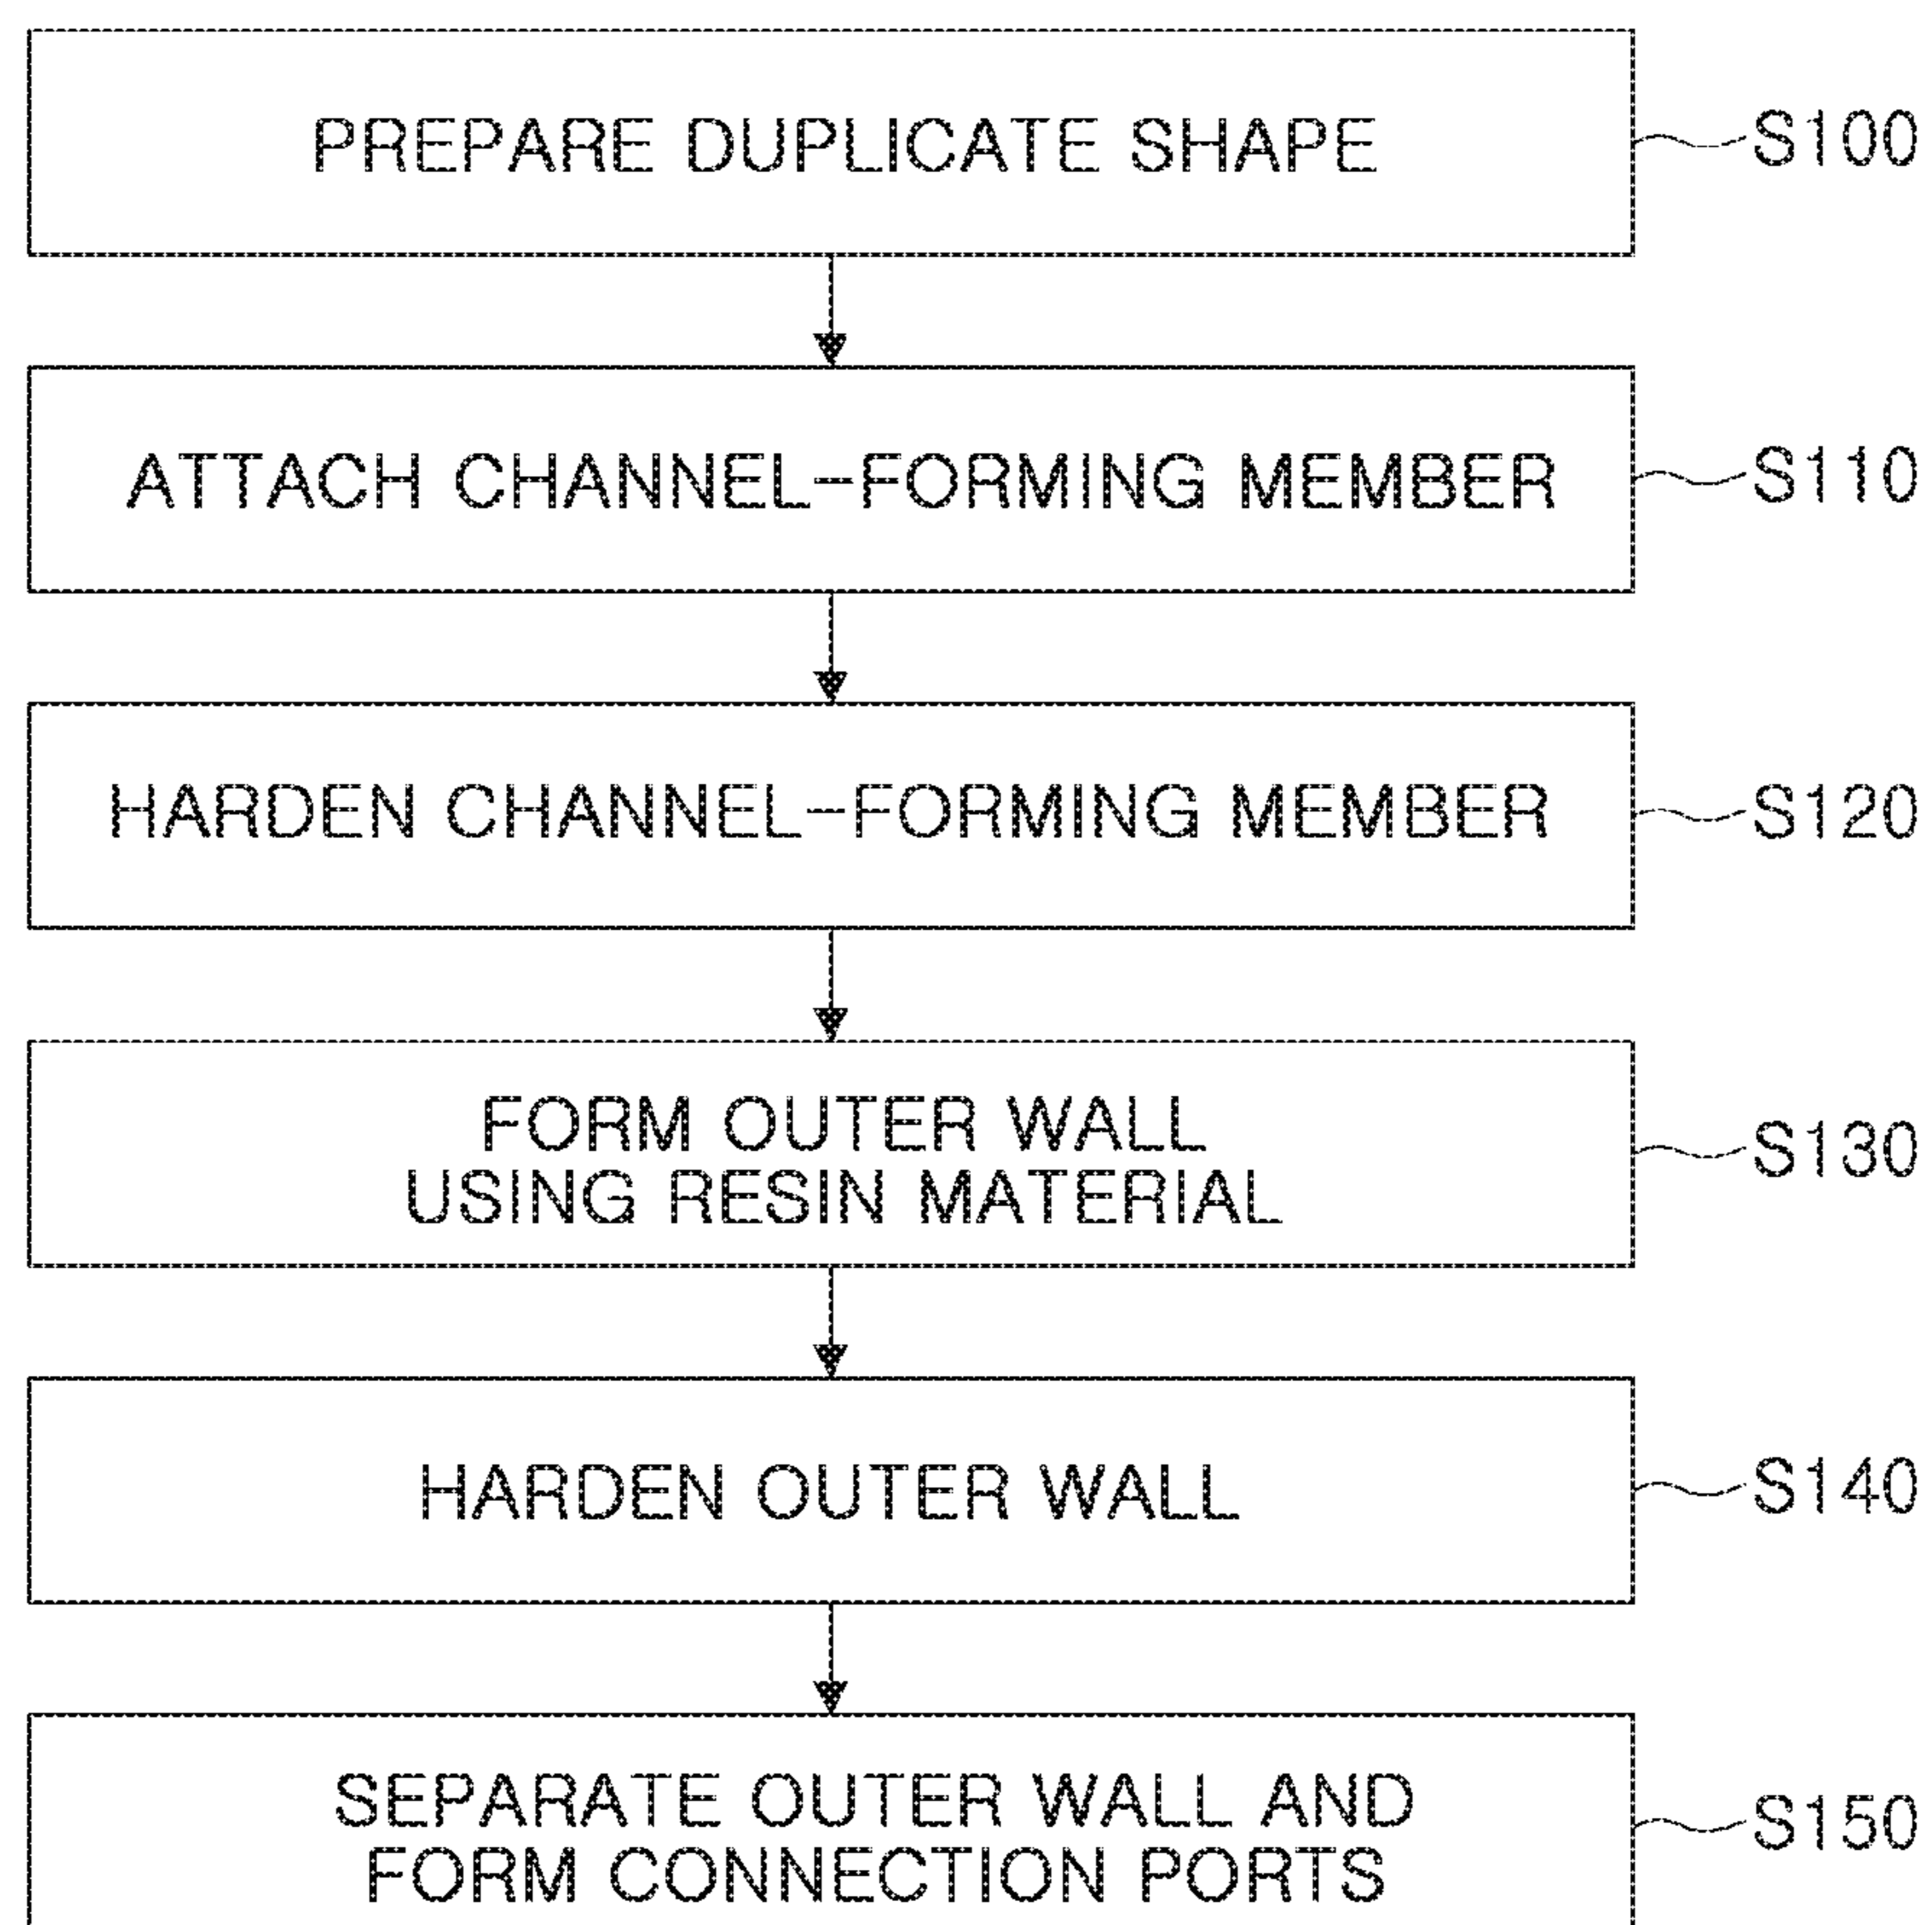 PREPARE DUPLICATE SHAPE
S100
ATTACH CHANNEL-FORMING MEMBER
S110
HARDEN CHANNEL-FORMING MEMBER
S120
FORM OUTER WALL
USING RESIN MATERIAL
S130
HARDEN OUTER WALL
S140
SEPARATE OUTER WALL AND
FORM CONNECTION PORTS
S150